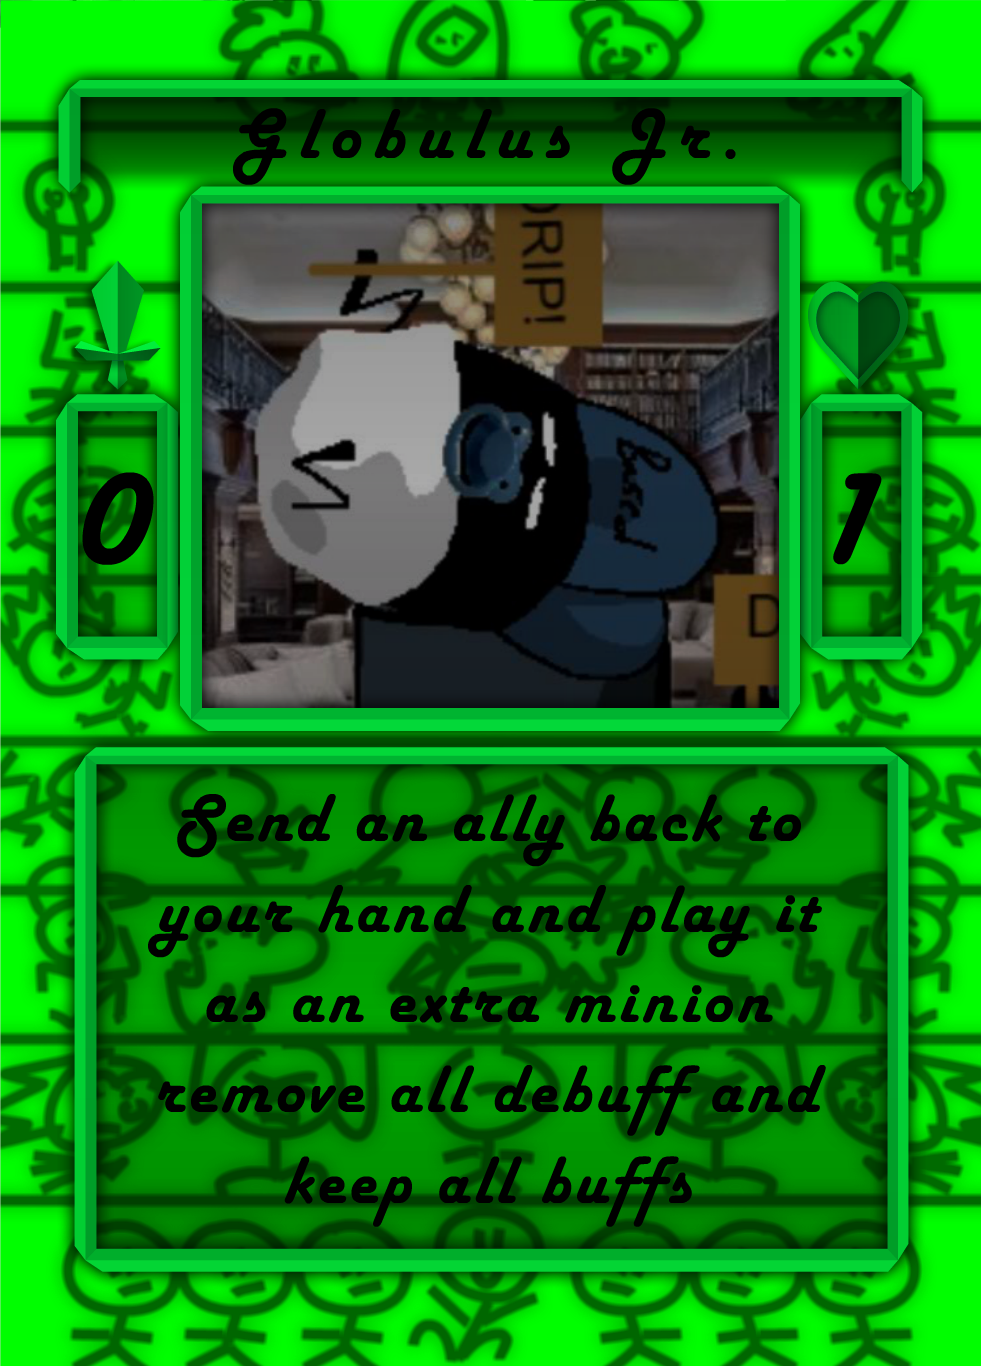 Globulus Jr.
DRIP!
0
1
Busted
D
Send an ally back to
your hand and play it
as an extra minion
remove all debuff and
keep all buffs